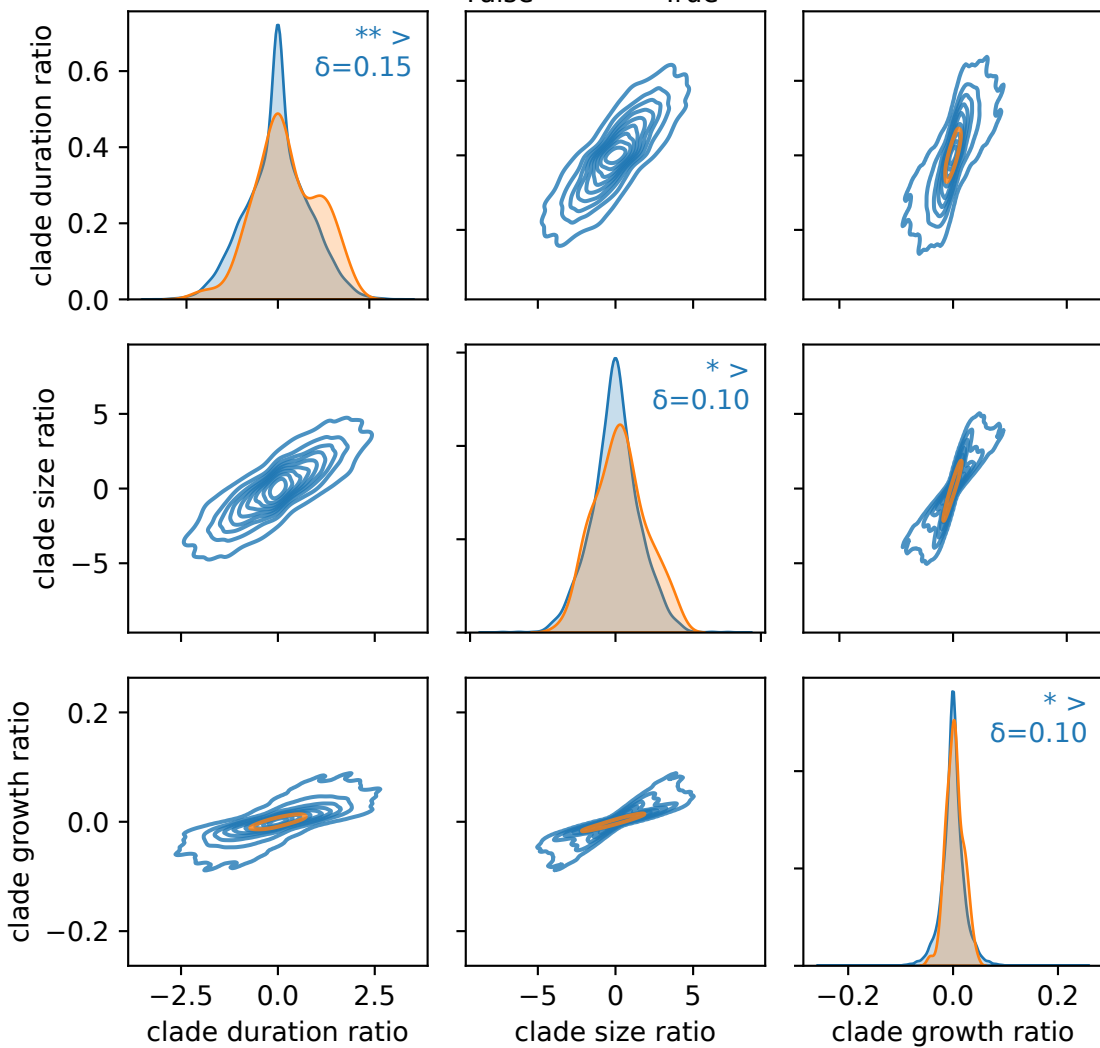 raise True
clade duration ratio
0.6
0.4
0.2
0.0
** >
δ=0.15
clade size ratio
5
0
−5
* >
δ=0.10
clade growth ratio
0.2
0.0
−0.2
* >
δ=0.10
−2.5 0.0 2.5
−5 0 5
−0.2 0.0 0.2
clade duration ratio
clade size ratio
clade growth ratio